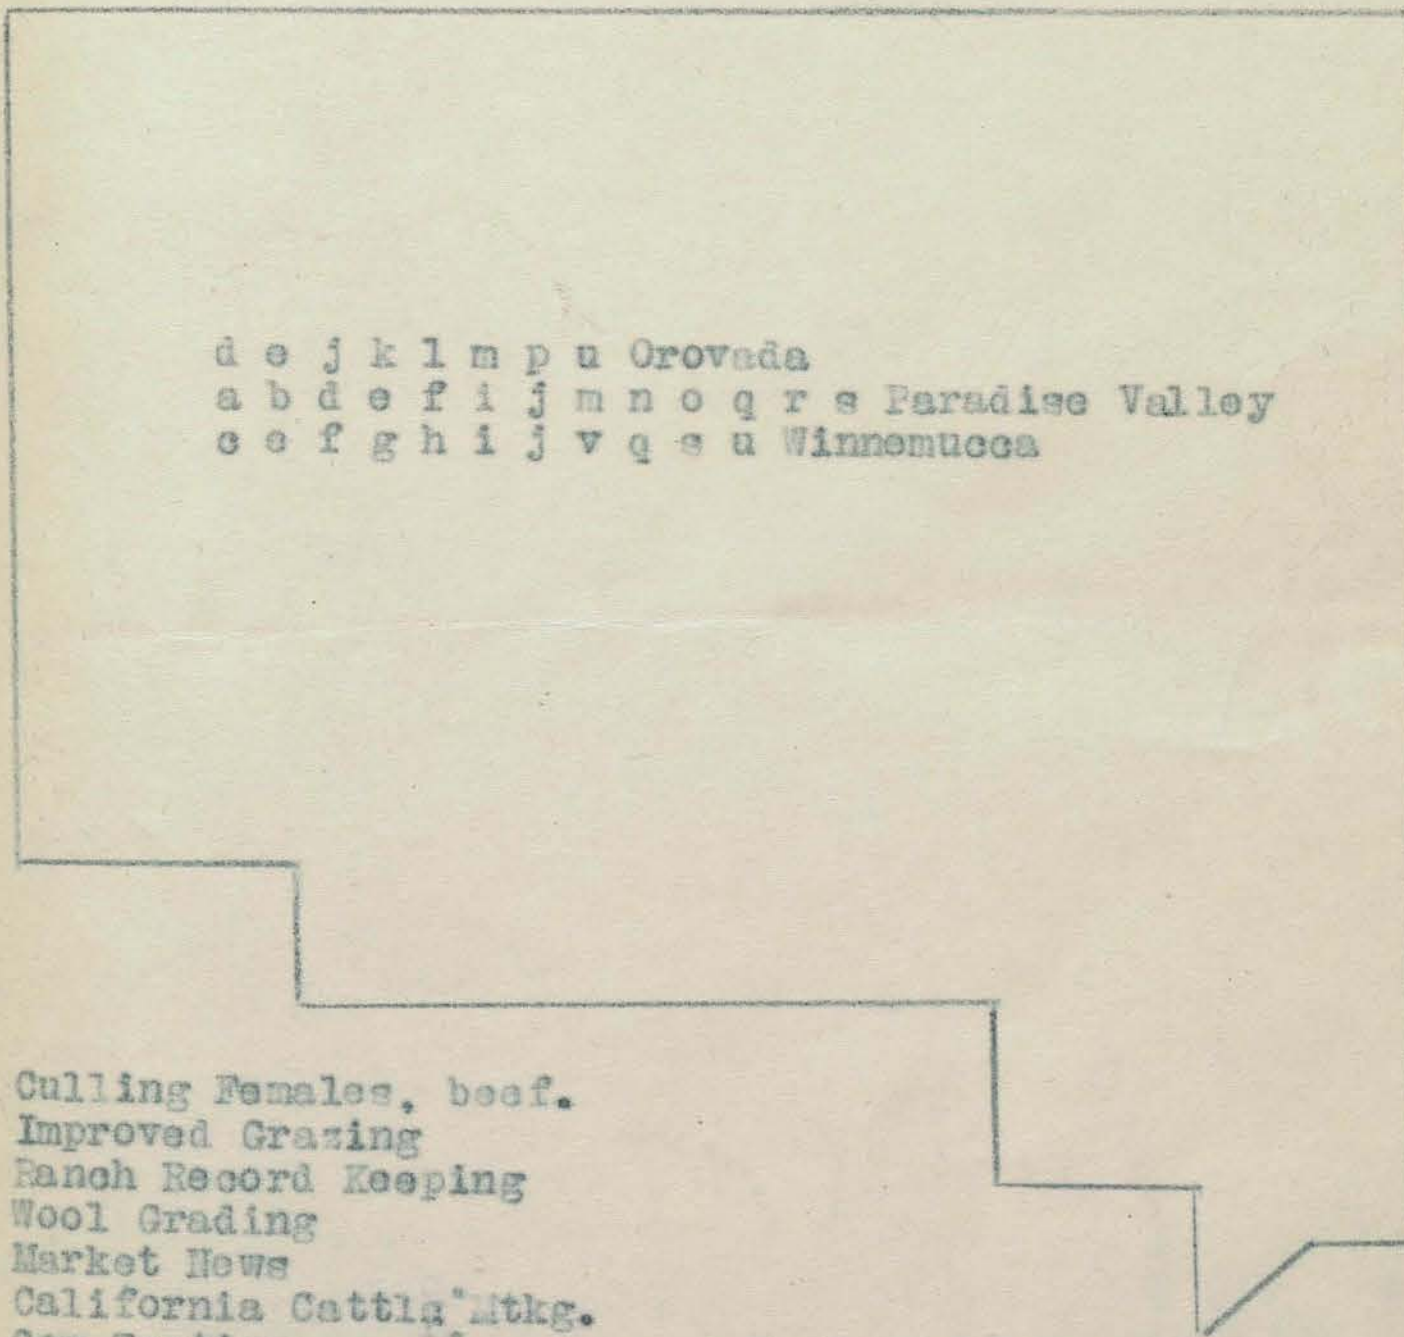 d e j k l m p u Orovada
a b d e f i j m n o q r s Paradise Valley
c e f g h i j v q s u Winnemucca
Culling Females, beef.
Improved Grazing
Ranch Record Keeping
Wool Grading
Market News
California Cattle Mtkg.